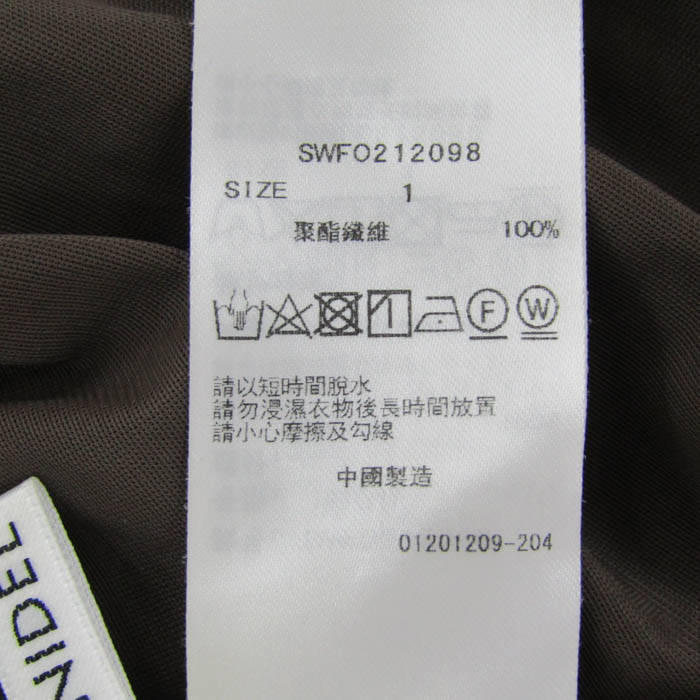 SWFO212098
SIZE 1
聚酯纖維 100%
F W
請以短時間脫水
請勿浸濕衣物後長時間放置
請小心摩擦及勾線
中國製造
01201209-204
NIDEL